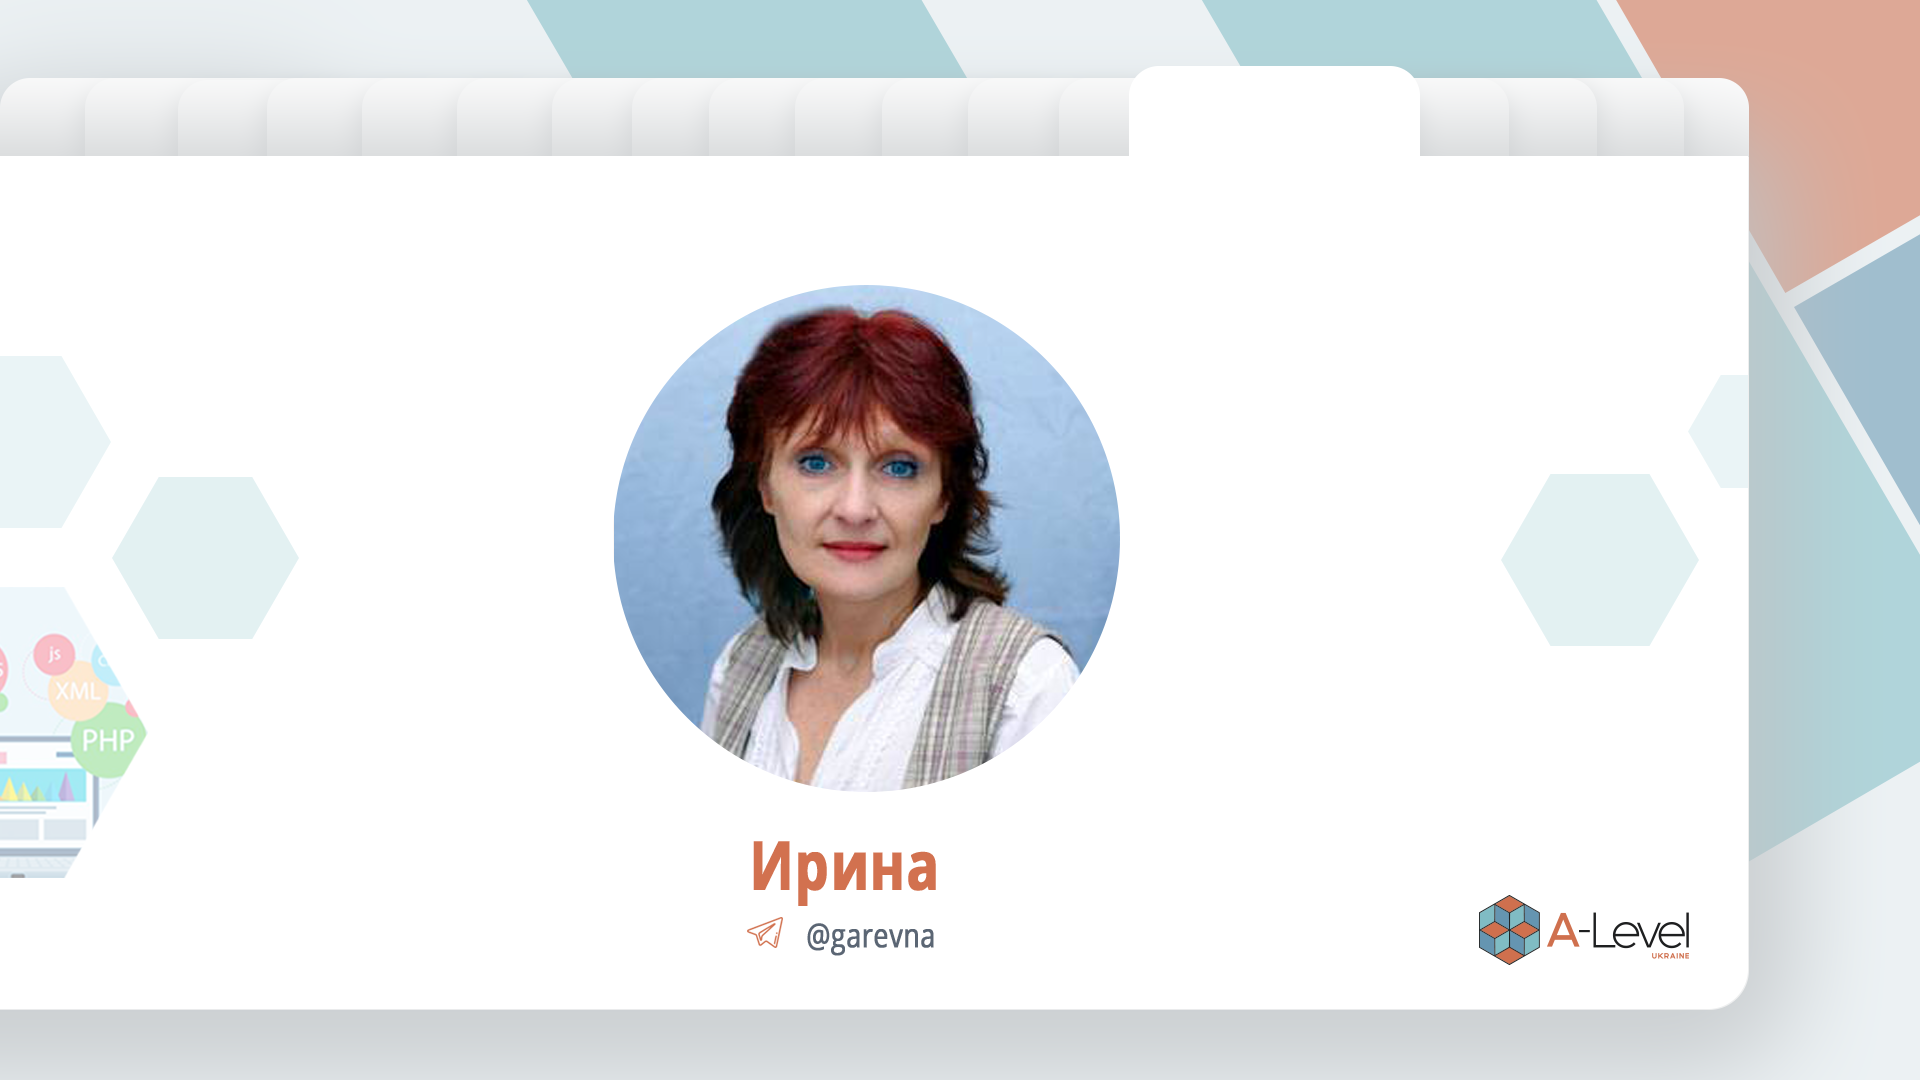 js
XML
PHP
Ирина
@garevna
A-Level
UKRAINE